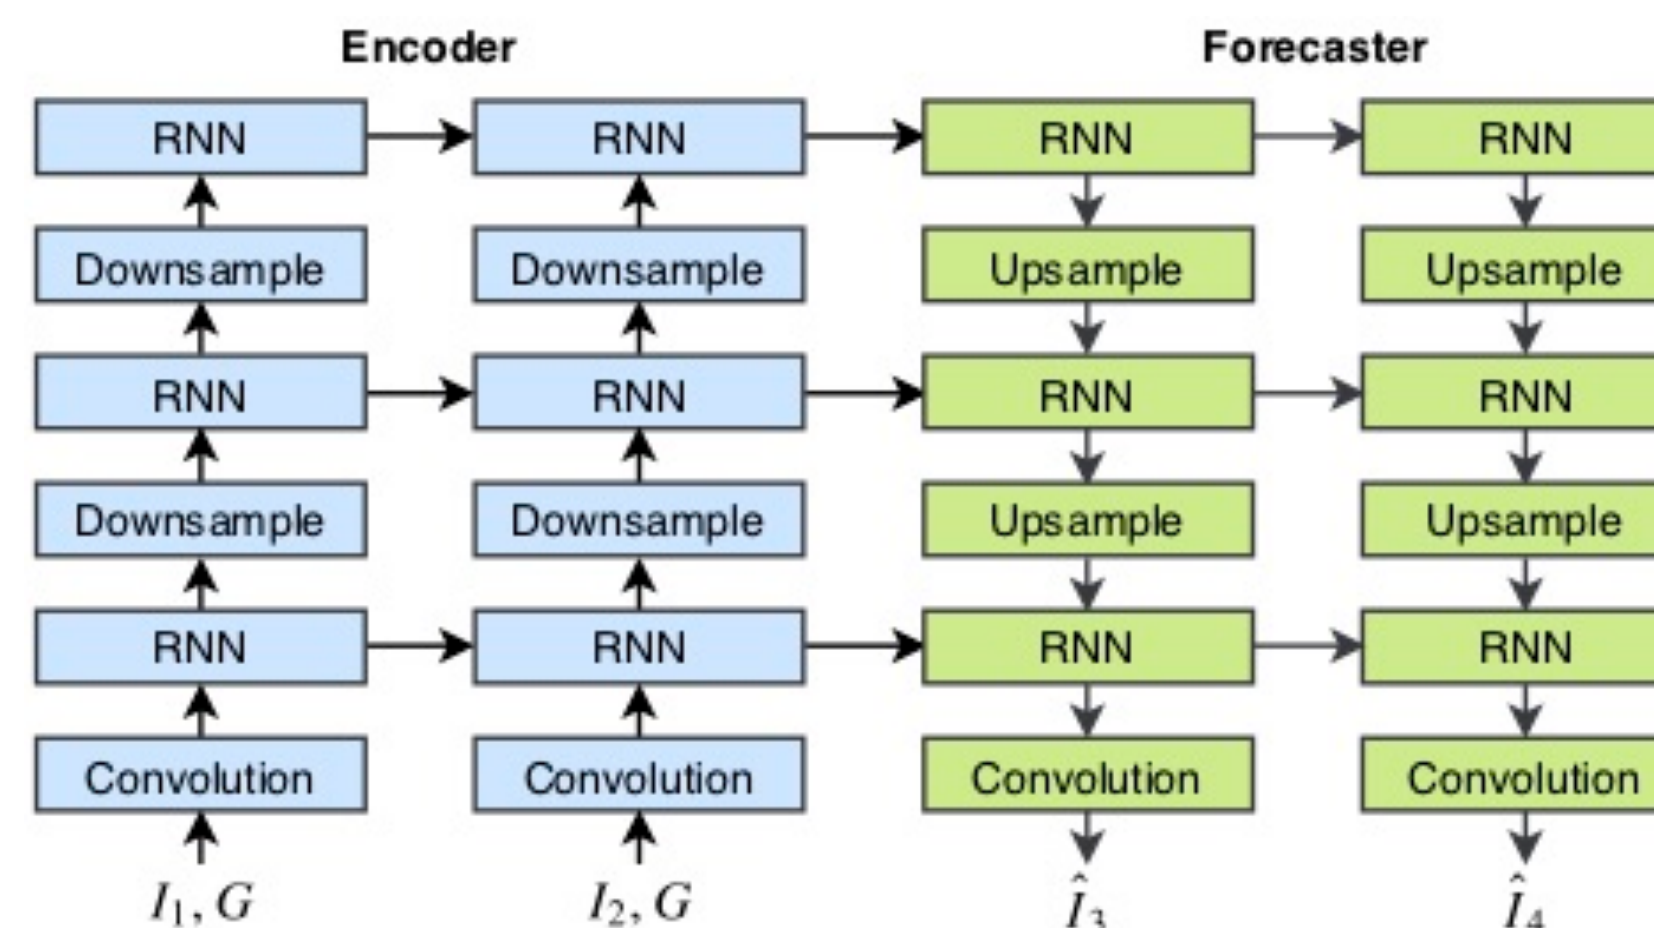 Encoder Forecaster
RNN RNN RNN RNN
Downsample Downsample Upsample Upsample
RNN RNN RNN RNN
Downsample Downsample Upsample Upsample
RNN RNN RNN RNN
Convolution Convolution Convolution Convolution
I₁, G I₂, G Î₃ Î₄